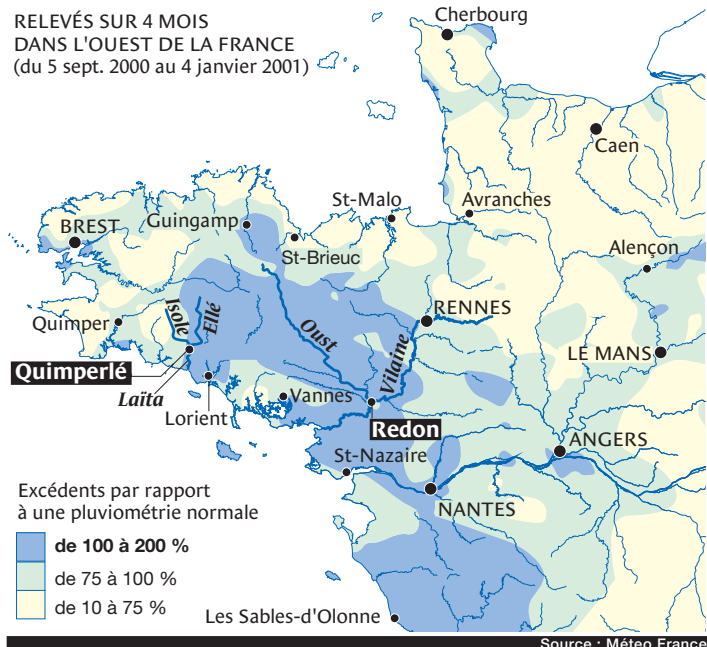 RELEVÉS SUR 4 MOIS
DANS L'OUEST DE LA FRANCE
(du 5 sept. 2000 au 4 janvier 2001)
Cherbourg
Caen
St-Malo
Avranches
Guingamp
BREST
St-Brieuc
Alençon
RENNES
Isole
Ellé
Quimper
Oust
Vilaine
LE MANS
Quimperlé
Laïta
Vannes
Lorient
Redon
ANGERS
St-Nazaire
NANTES
Excédents par rapport
à une pluviométrie normale
de 100 à 200 %
de 75 à 100 %
de 10 à 75 %
Les Sables-d'Olonne
Source : Méteo France